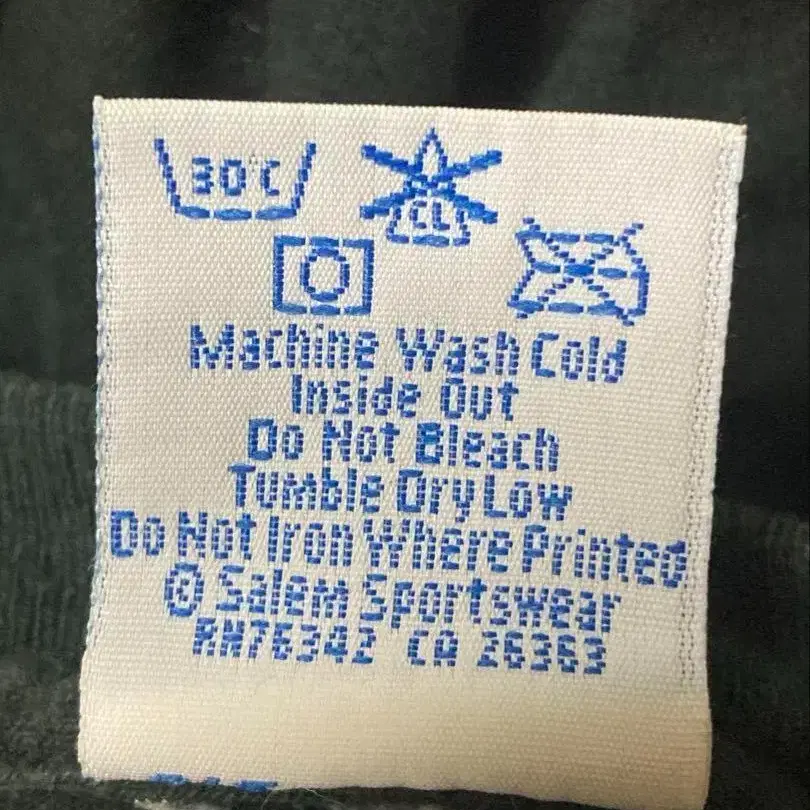 30°C
CL
Machine Wash Cold
Inside Out
Do Not Bleach
Tumble Dry Low
Do Not Iron Where Printed
© Salem Sportswear
RN76342 CA 26363